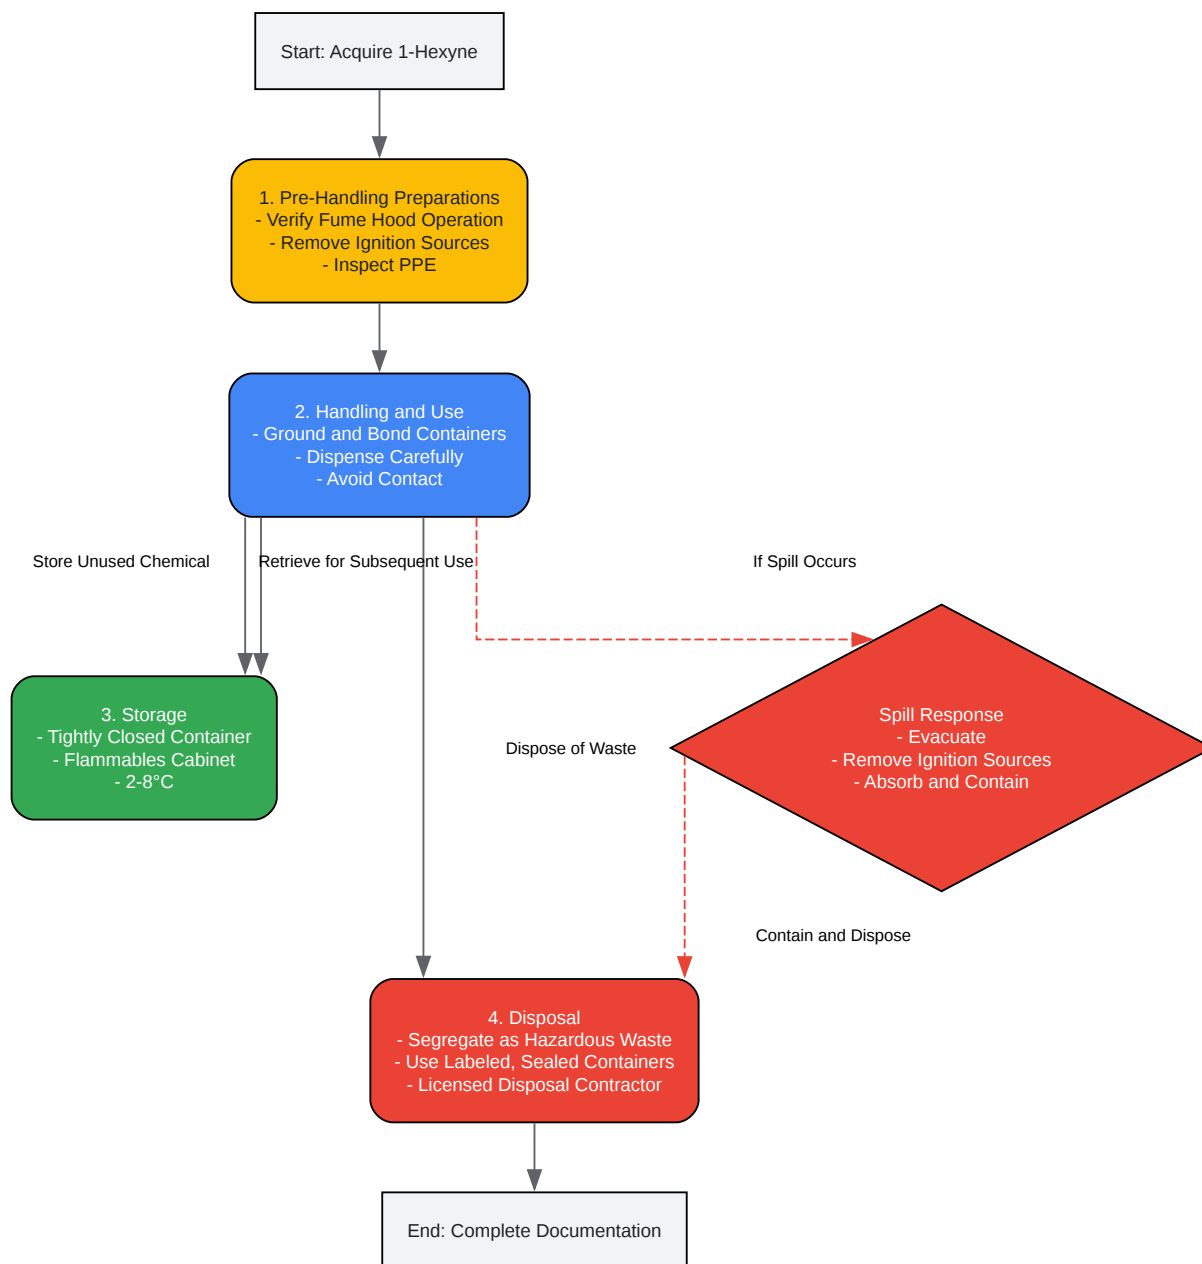 Start: Acquire 1-Hexyne
1. Pre-Handling Preparations
- Verify Fume Hood Operation
- Remove Ignition Sources
- Inspect PPE
2. Handling and Use
- Ground and Bond Containers
- Dispense Carefully
- Avoid Contact
Store Unused Chemical
Retrieve for Subsequent Use
If Spill Occurs
3. Storage
- Tightly Closed Container
- Flammables Cabinet
- 2-8°C
Dispose of Waste
Spill Response
- Evacuate
- Remove Ignition Sources
- Absorb and Contain
Contain and Dispose
4. Disposal
- Segregate as Hazardous Waste
- Use Labeled, Sealed Containers
- Licensed Disposal Contractor
End: Complete Documentation